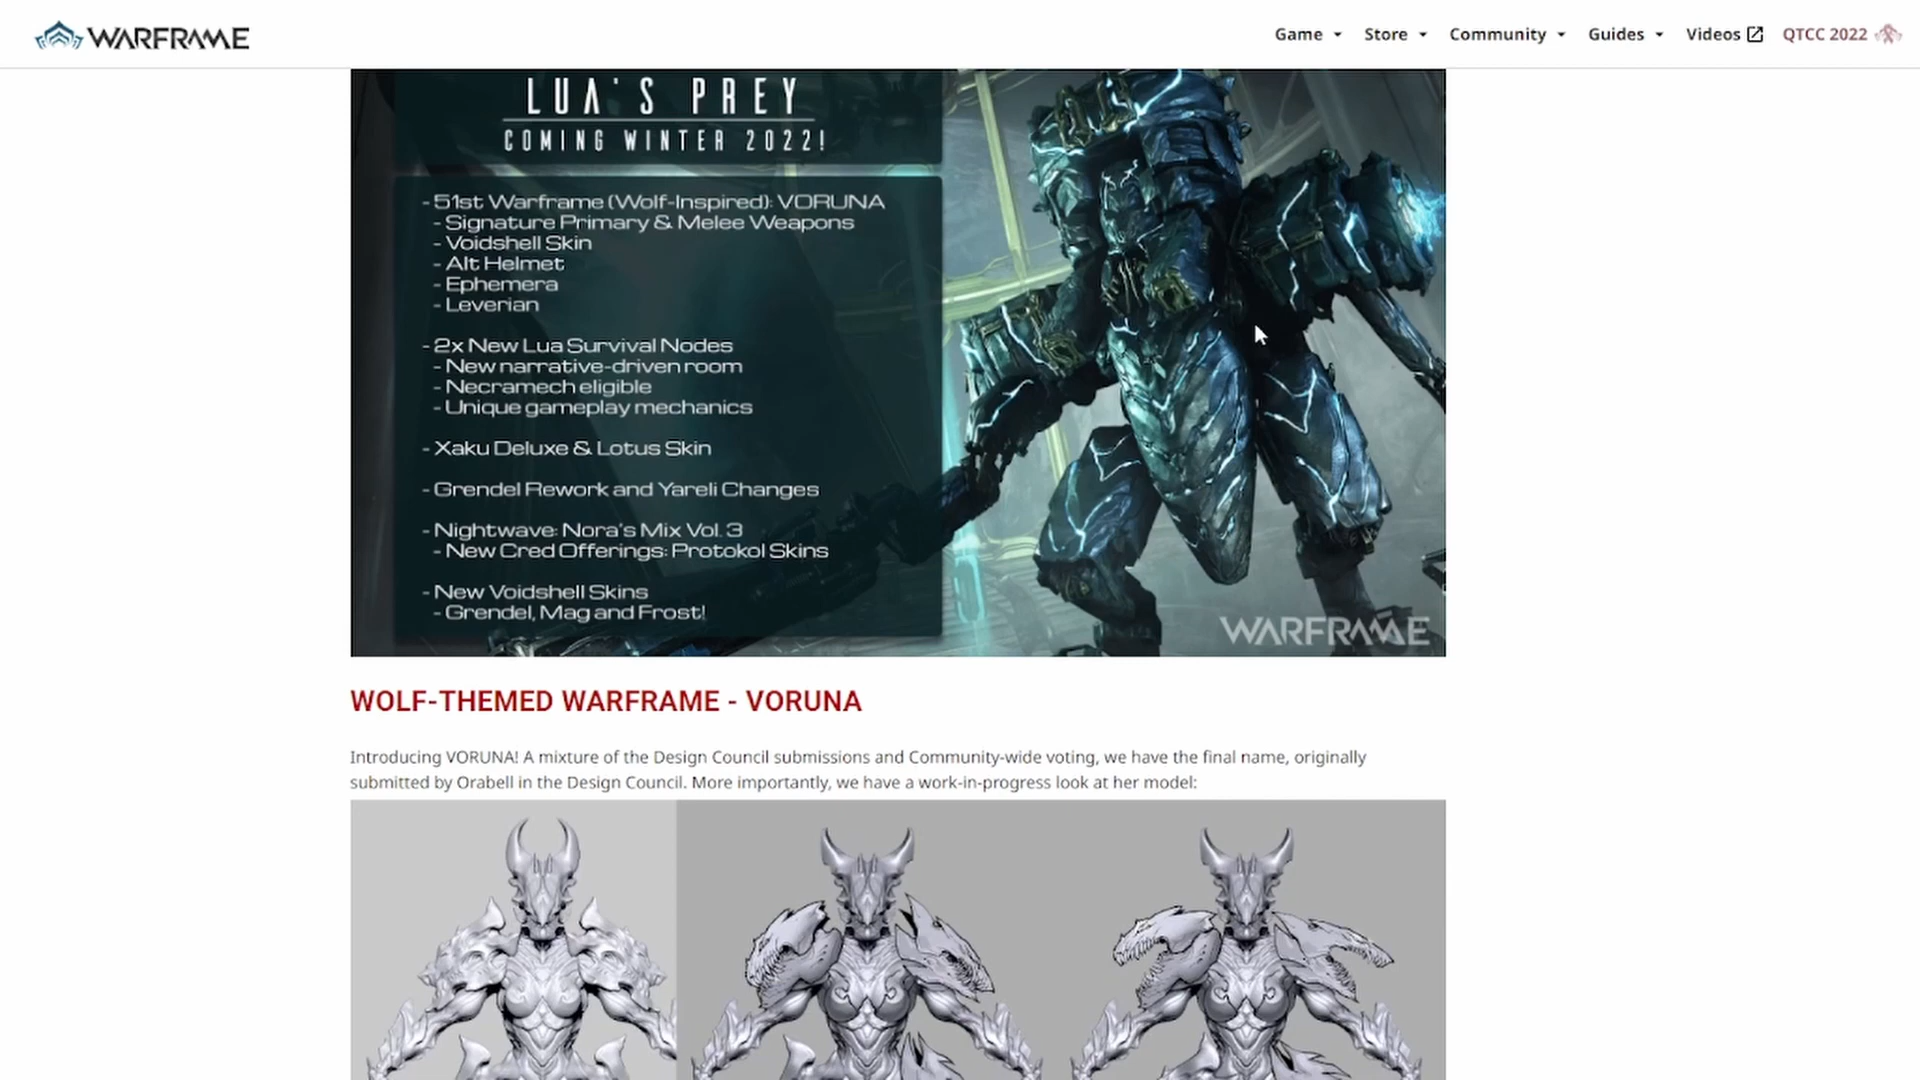 WARFRAME
Game
Store
Community
Guides
Videos
QTCC 2022
LUA'S PREY
COMING WINTER 2022!
- 51st Warframe (Wolf-Inspired): VORUNA
- Signature Primary & Melee Weapons
- Voidshell Skin
- Alt Helmet
- Ephemera
- Leverian
- 2x New Lua Survival Nodes
- New narrative-driven room
- Necramech eligible
- Unique gameplay mechanics
- Xaku Deluxe & Lotus Skin
- Grendel Rework and Yareli Changes
- Nightwave: Nora's Mix Vol. 3
- New Cred Offerings: Protokol Skins
- New Voidshell Skins
- Grendel, Mag and Frost!
WARFRAME
WOLF-THEMED WARFRAME - VORUNA
Introducing VORUNA! A mixture of the Design Council submissions and Community-wide voting, we have the final name, originally
submitted by Orabell in the Design Council. More importantly, we have a work-in-progress look at her model: